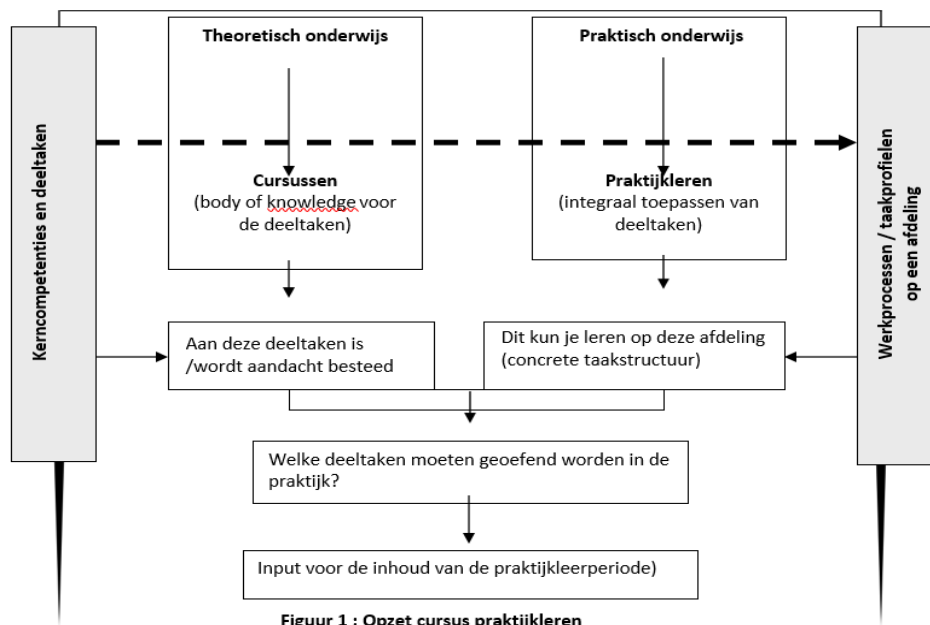 Kerncompetenties en deeltaken
Theoretisch onderwijs
Cursussen
(body of knowledge voor
de deeltaken)
Praktisch onderwijs
Praktijkleren
(integraal toepassen van
deeltaken)
Werkprocessen / taakprofielen
op een afdeling
Aan deze deeltaken is
/wordt aandacht besteed
Dit kun je leren op deze afdeling
(concrete taakstructuur)
Welke deeltaken moeten geoefend worden in de
praktijk?
Input voor de inhoud van de praktijkleerperiode)
Figuur 1 : Opzet cursus praktijkleren